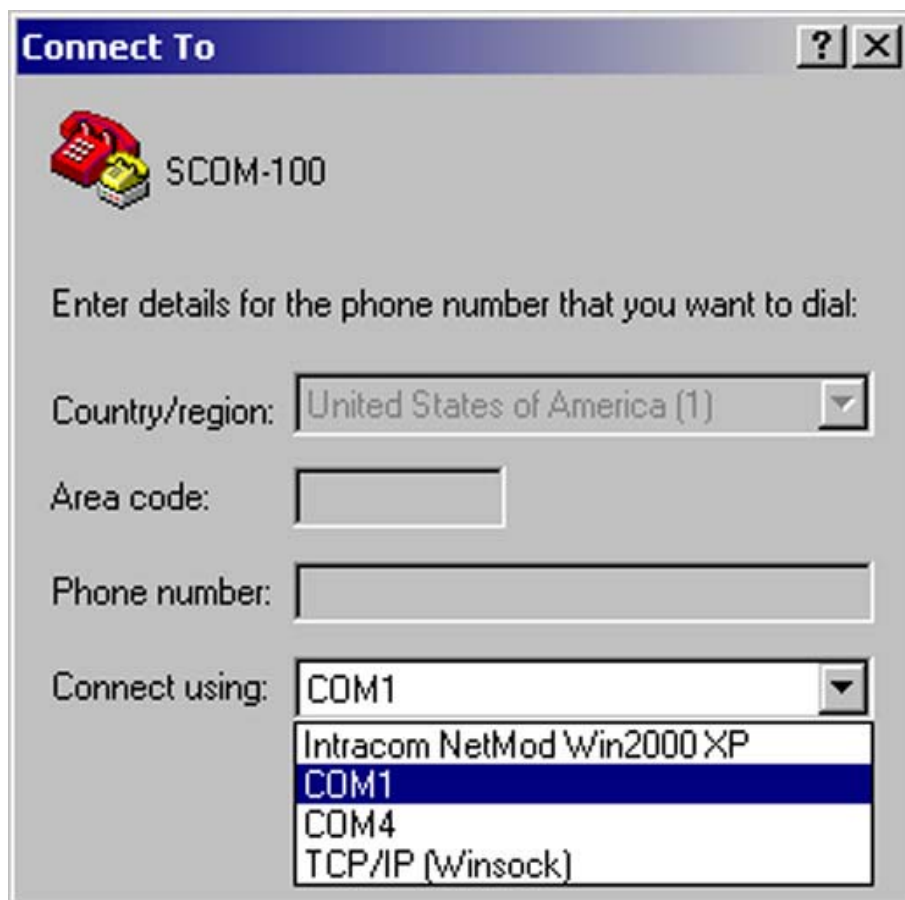 Connect To
SCOM-100
Enter details for the phone number that you want to dial:
Country/region: United States of America (1)
Area code:
Phone number:
Connect using: COM1
Intracom NetMod Win2000 XP
COM1
COM4
TCP/IP (Winsock)